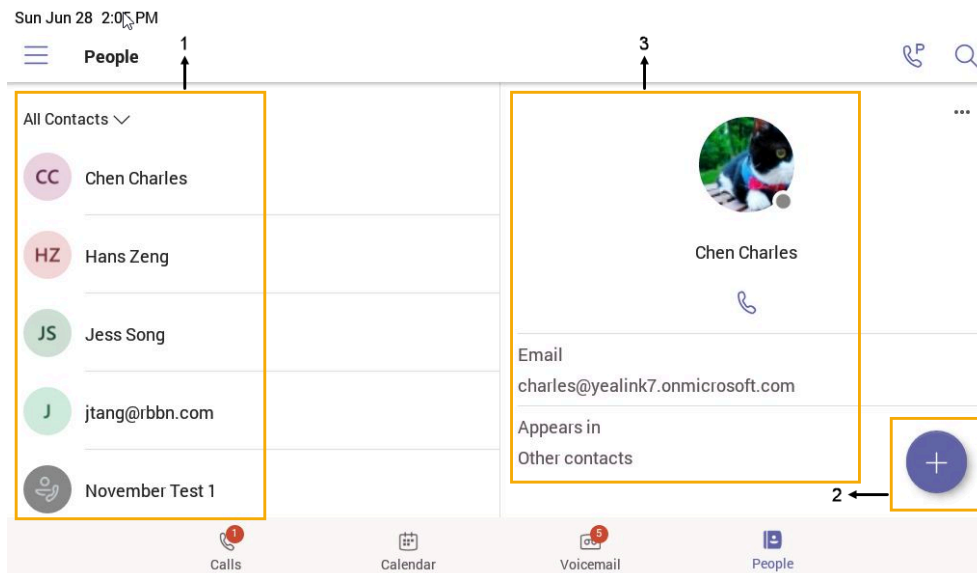 Sun Jun 28 2:05 PM
People
1
3
P
All Contacts
CC
Chen Charles
HZ
Hans Zeng
JS
Jess Song
J
jtang@rbbn.com
November Test 1
Chen Charles
Email
charles@yealink7.onmicrosoft.com
Appears in
Other contacts
2
1
Calls
Calendar
5
Voicemail
People